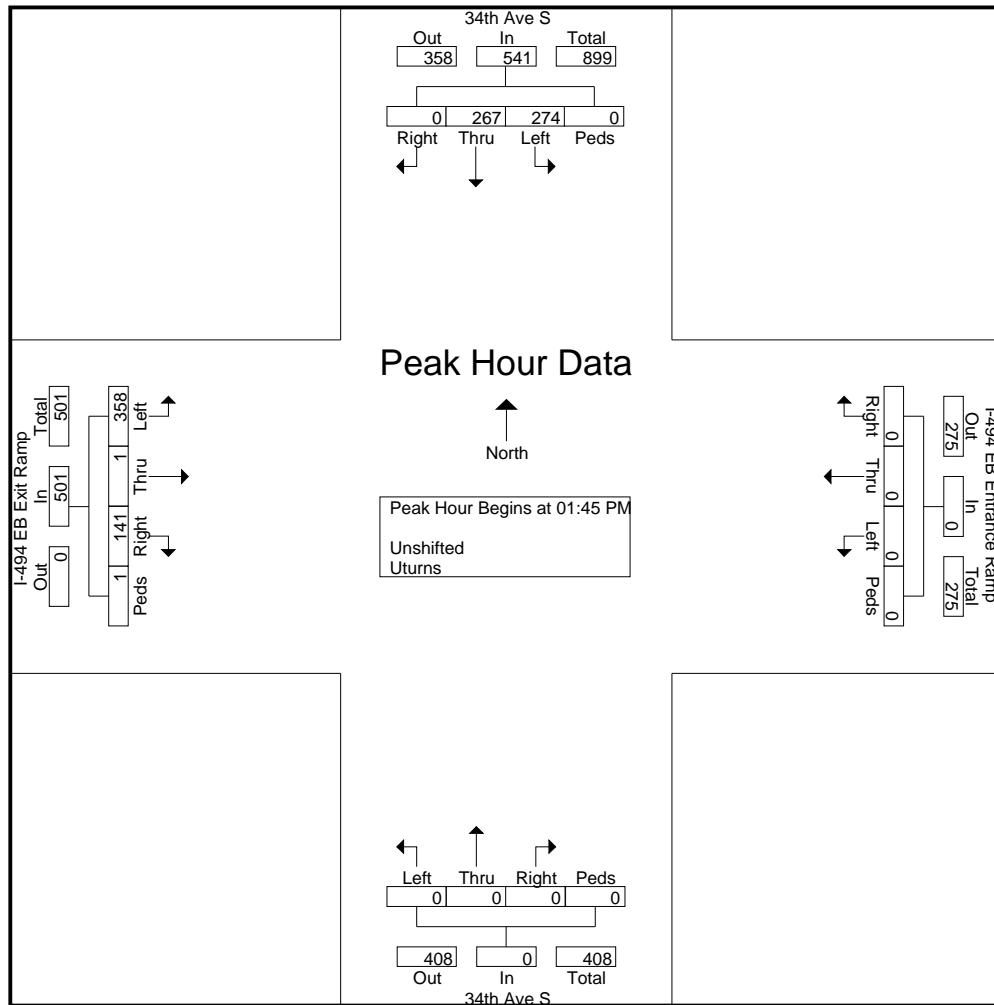 34th Ave S
Out In Total
358 541 899
0 267 274 0
Right Thru Left Peds
Peak Hour Data
North
Peak Hour Begins at 01:45 PM
Unshifted
Uturns
I-494 EB Exit Ramp
Out In Total
0 501 501
1 141 1 358
Peds Right Thru Left
I-494 EB Entrance Ramp
Out In Total
275 0 275
0 0 0 0
Right Thru Left Peds
Left Thru Right Peds
0 0 0 0
408 0 408
Out In Total
34th Ave S